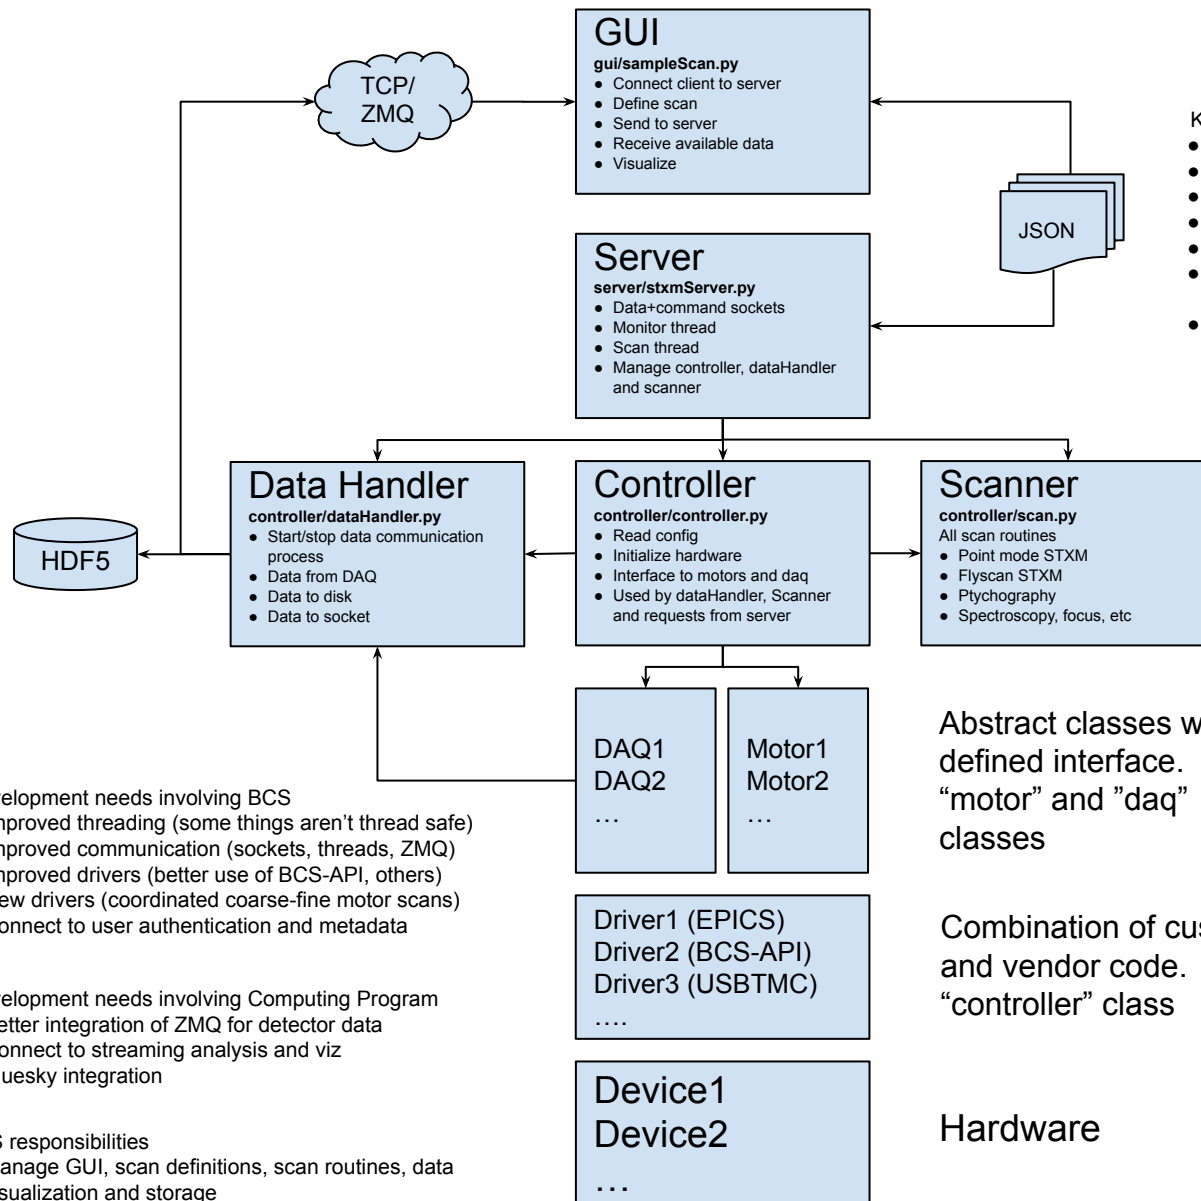 GUI
gui/sampleScan.py
● Connect client to server
● Define scan
● Send to server
● Receive available data
● Visualize
TCP/
ZMQ
JSON
Server
server/stxmServer.py
● Data+command sockets
● Monitor thread
● Scan thread
● Manage controller, dataHandler
and scanner
K
●
●
●
●
●
●
●
Data Handler
controller/dataHandler.py
● Start/stop data communication
process
● Data from DAQ
● Data to disk
● Data to socket
HDF5
Controller
controller/controller.py
● Read config
● Initialize hardware
● Interface to motors and daq
● Used by dataHandler, Scanner
and requests from server
Scanner
controller/scan.py
All scan routines
● Point mode STXM
● Flyscan STXM
● Ptychography
● Spectroscopy, focus, etc
DAQ1
DAQ2
…
Motor1
Motor2
…
Abstract classes w
defined interface.
“motor” and ”daq”
classes
velopment needs involving BCS
mproved threading (some things aren’t thread safe)
mproved communication (sockets, threads, ZMQ)
mproved drivers (better use of BCS-API, others)
ew drivers (coordinated coarse-fine motor scans)
onnect to user authentication and metadata
Driver1 (EPICS)
Driver2 (BCS-API)
Driver3 (USBTMC)
….
Combination of cus
and vendor code.
“controller” class
velopment needs involving Computing Program
etter integration of ZMQ for detector data
onnect to streaming analysis and viz
luesky integration
Device1
Device2
…
Hardware
S responsibilities
anage GUI, scan definitions, scan routines, data
sualization and storage